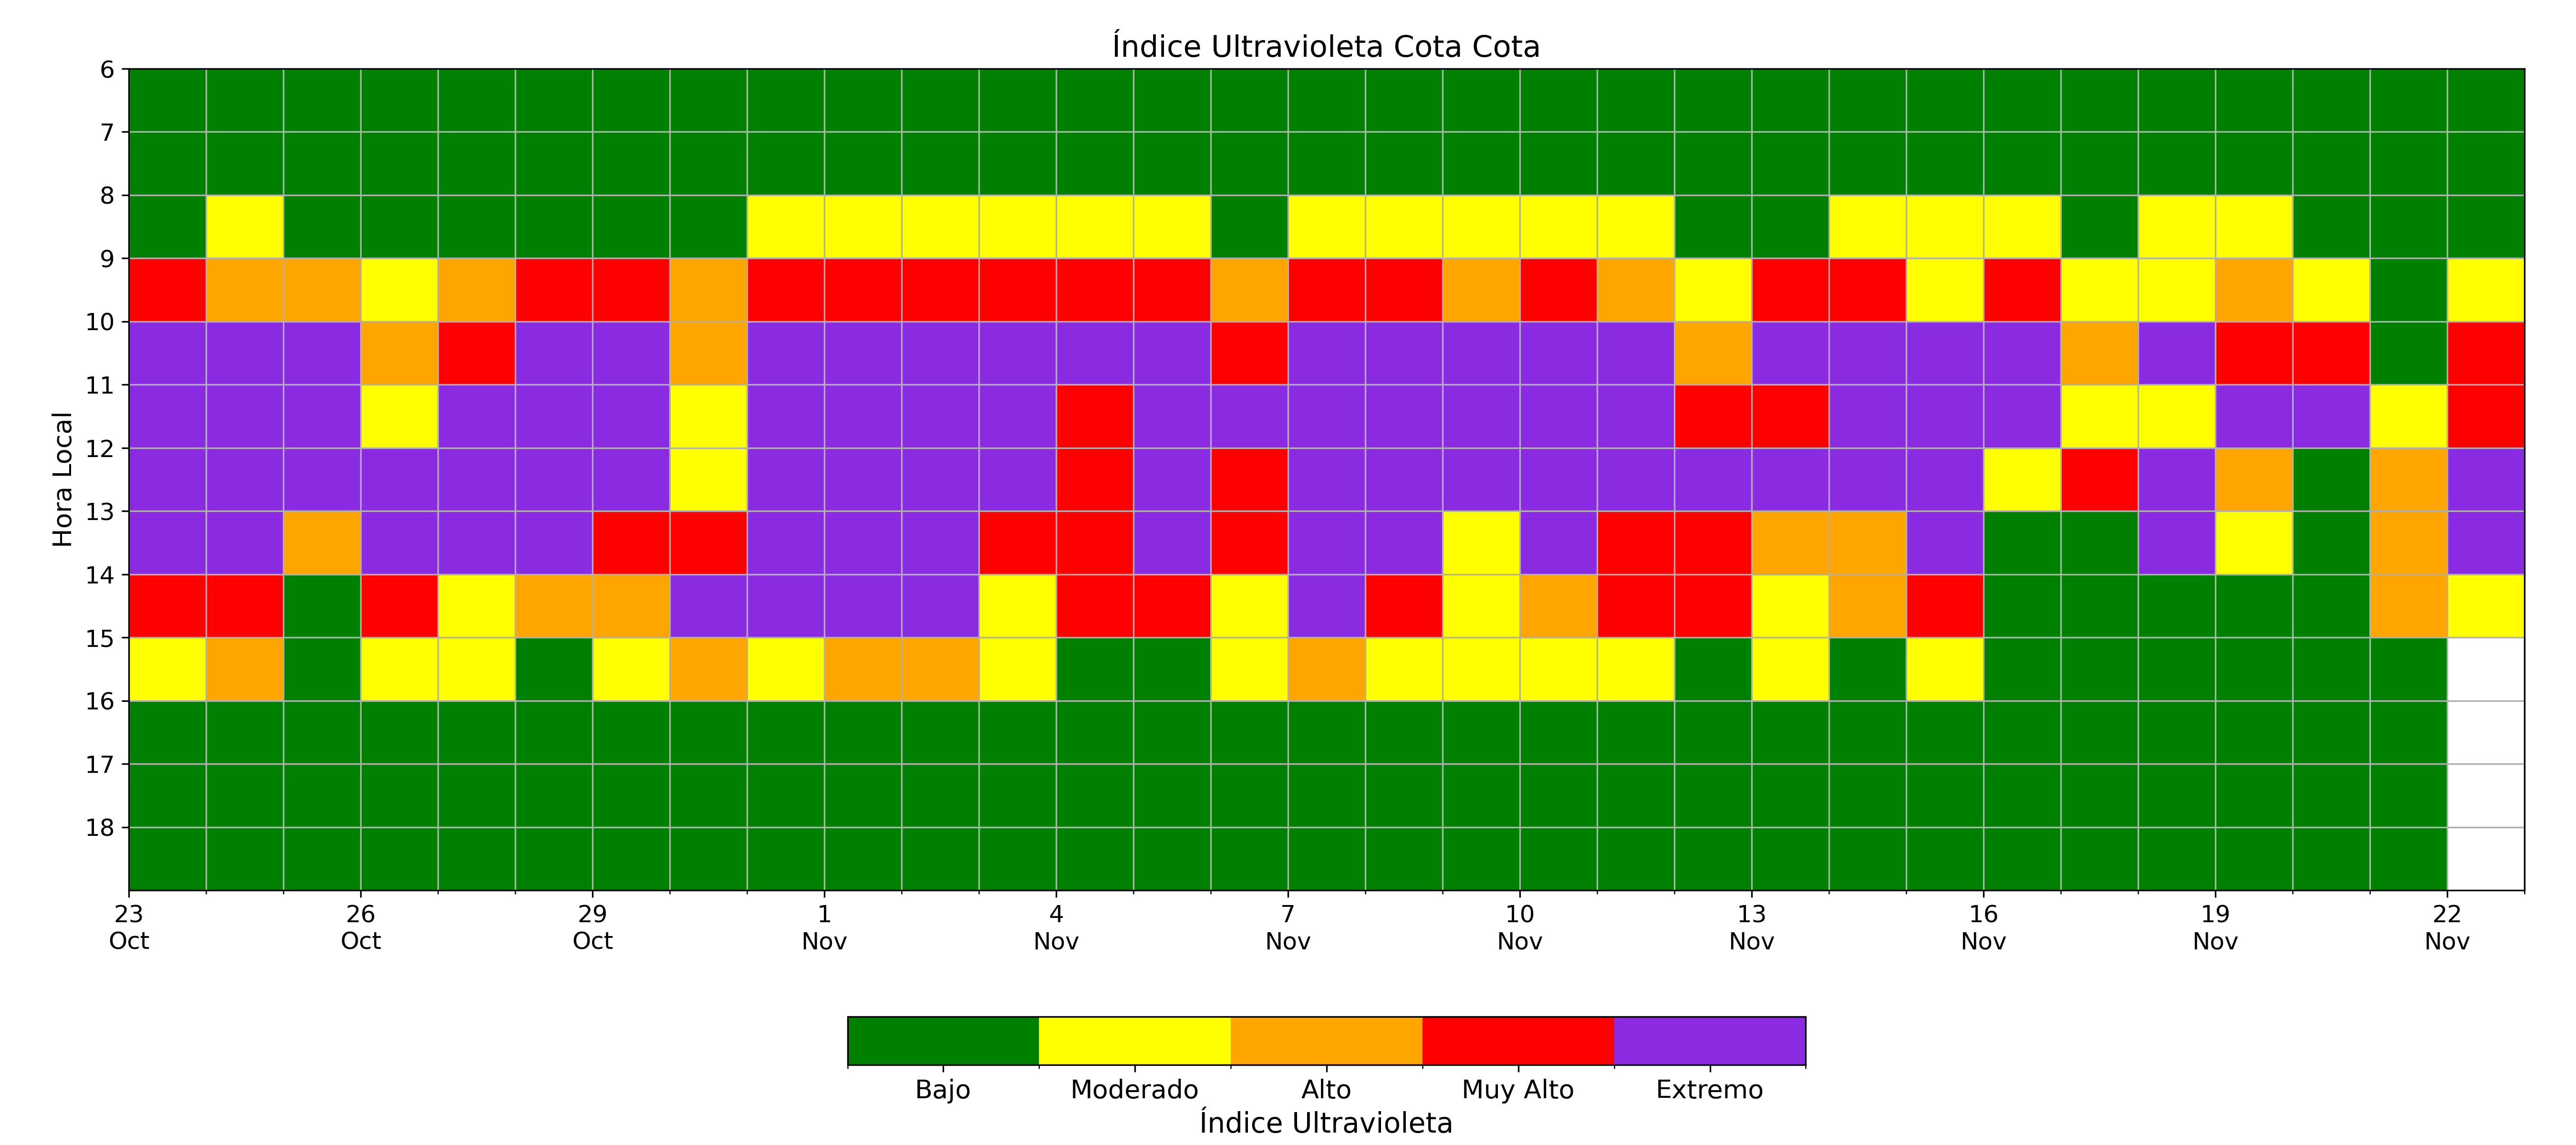 Índice Ultravioleta Cota Cota
Hora Local
6
7
8
9
10
11
12
13
14
15
16
17
18
23 26 29 1 4 7 10 13 16 19 22
Oct Oct Oct Nov Nov Nov Nov Nov Nov Nov Nov
Bajo Moderado Alto Muy Alto Extremo
Índice Ultravioleta